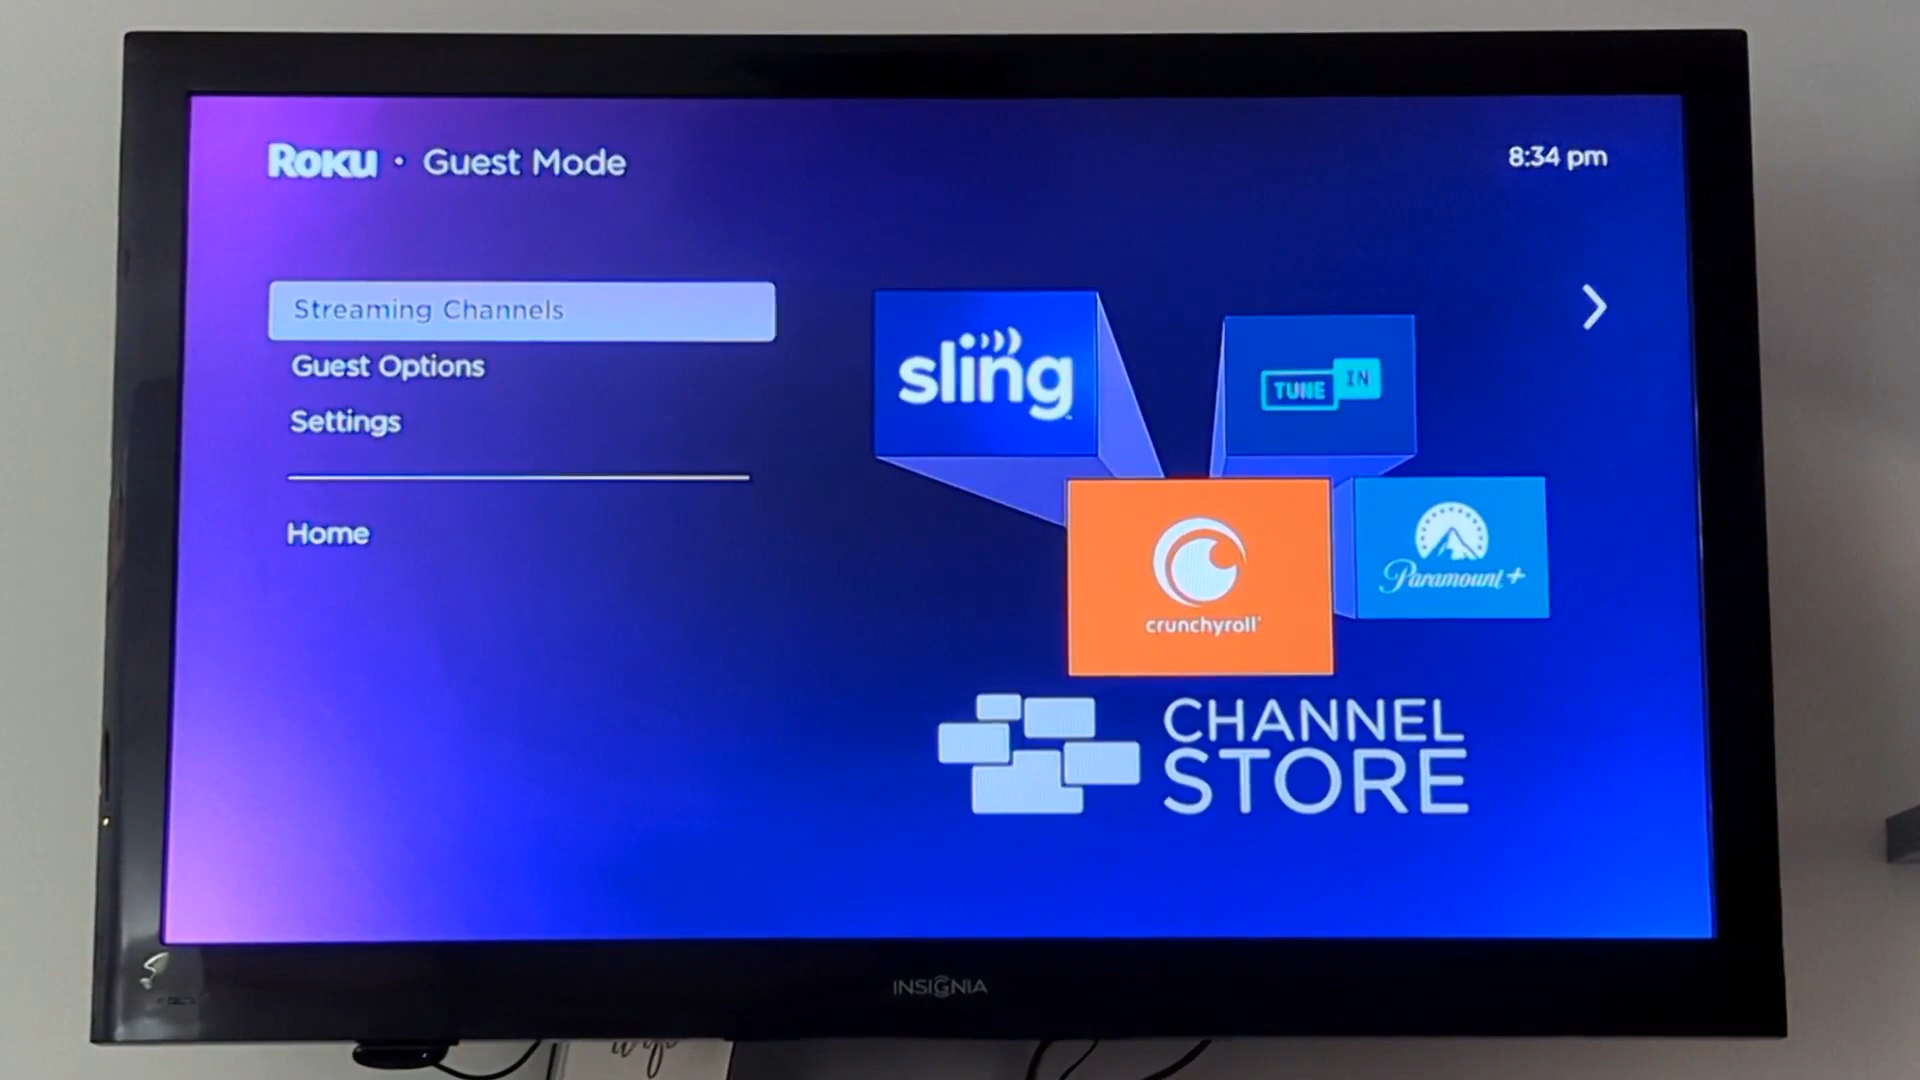 Roku • Guest Mode
8:34 pm
Streaming Channels
Guest Options
Settings
Home
sling
TUNE IN
crunchyroll
Paramount+
CHANNEL
STORE
INSIGNIA